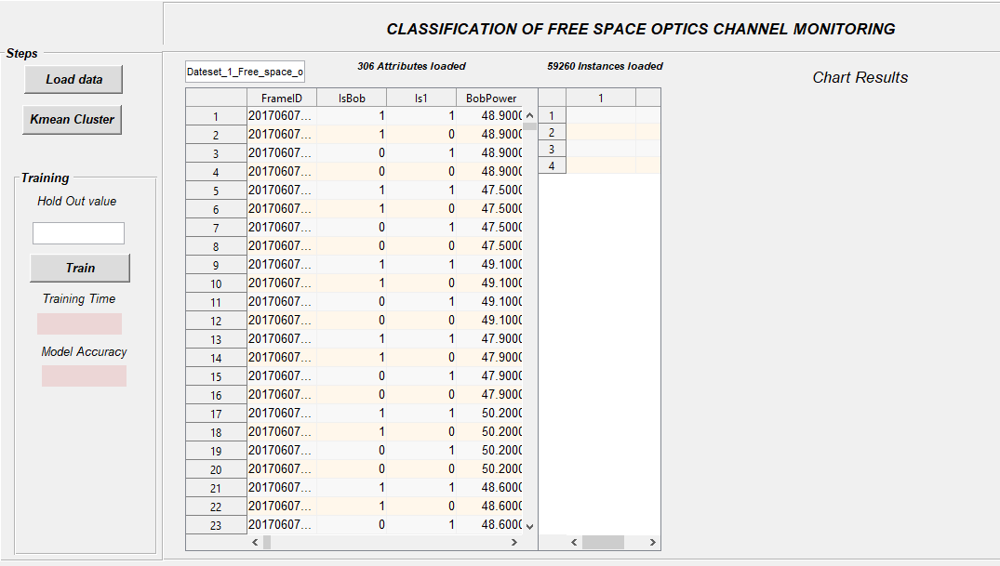 CLASSIFICATION OF FREE SPACE OPTICS CHANNEL MONITORING
Steps
Load data
Kmean Cluster
Training
Hold Out value
Train
Training Time
Model Accuracy
Dateset_1_Free_space_o
306 Attributes loaded
59260 Instances loaded
Chart Results
FrameID IsBob Is1 BobPower
1 20170607... 1 1 48.9000
2 20170607... 1 0 48.9000
3 20170607... 0 1 48.9000
4 20170607... 0 0 48.9000
5 20170607... 1 1 47.5000
6 20170607... 1 0 47.5000
7 20170607... 0 1 47.5000
8 20170607... 0 0 47.5000
9 20170607... 1 1 49.1000
10 20170607... 1 0 49.1000
11 20170607... 0 1 49.1000
12 20170607... 0 0 49.1000
13 20170607... 1 1 47.9000
14 20170607... 1 0 47.9000
15 20170607... 0 1 47.9000
16 20170607... 0 0 47.9000
17 20170607... 1 1 50.2000
18 20170607... 1 0 50.2000
19 20170607... 0 1 50.2000
20 20170607... 0 0 50.2000
21 20170607... 1 1 48.6000
22 20170607... 1 0 48.6000
23 20170607... 0 1 48.6000
1
1
2
3
4